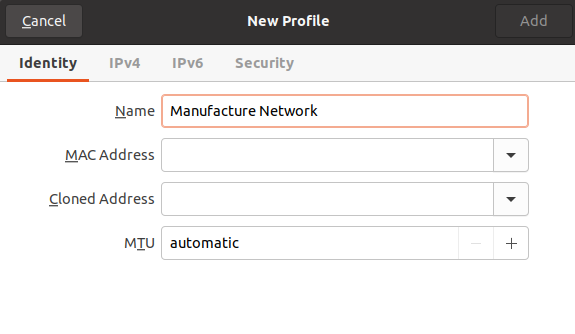 Cancel New Profile Add
Identity IPv4 IPv6 Security
Name Manufacture Network
MAC Address
Cloned Address
MTU automatic − +